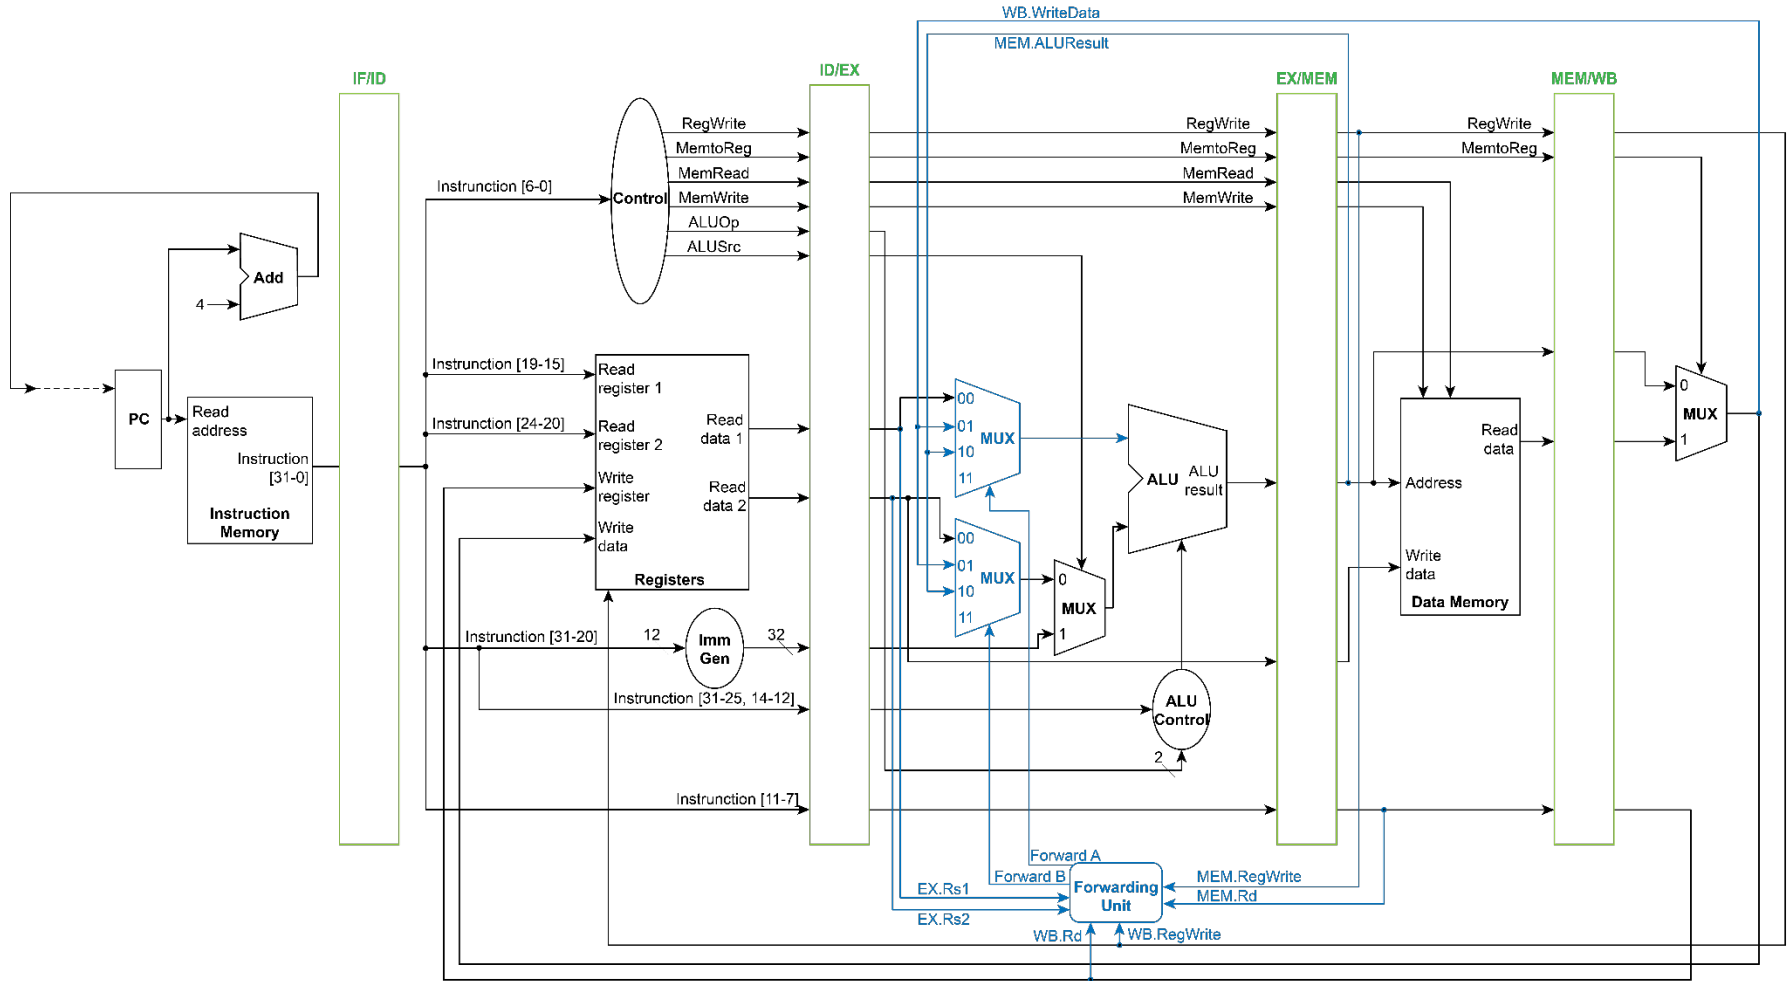 WB.WriteData
MEM.ALUResult
IF/ID
ID/EX
EX/MEM
MEM/WB
RegWrite
MemtoReg
MemRead
MemWrite
ALUOp
ALUSrc
Control
Instrunction [6-0]
RegWrite
MemtoReg
MemRead
MemWrite
RegWrite
MemtoReg
Add
4
PC
Read
address
Instruction
[31-0]
Instruction
Memory
Instrunction [19-15]
Instrunction [24-20]
Read
register 1
Read
register 2
Write
register
Write
data
Read
data 1
Read
data 2
Registers
Instrunction [31-20]
12
Imm
Gen
32
Instrunction [31-25, 14-12]
Instrunction [11-7]
00
01
10
11
MUX
00
01
10
11
MUX
0
1
MUX
ALU
ALU
result
ALU
Control
2
Address
Read
data
Write
data
Data Memory
0
1
MUX
Forward A
Forward B
EX.Rs1
EX.Rs2
Forwarding
Unit
MEM.RegWrite
MEM.Rd
WB.Rd
WB.RegWrite